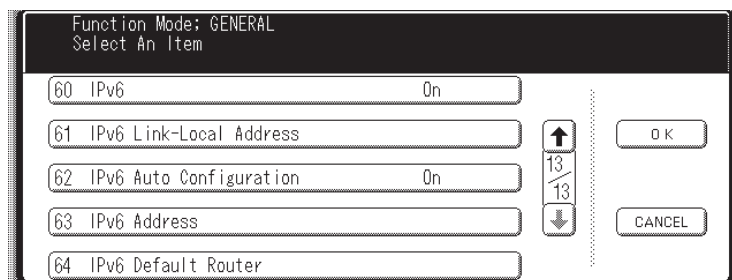 Function Mode: GENERAL
Select An Item
60 IPv6 On
61 IPv6 Link-Local Address
62 IPv6 Auto Configuration On
63 IPv6 Address
64 IPv6 Default Router
13/13
OK
CANCEL